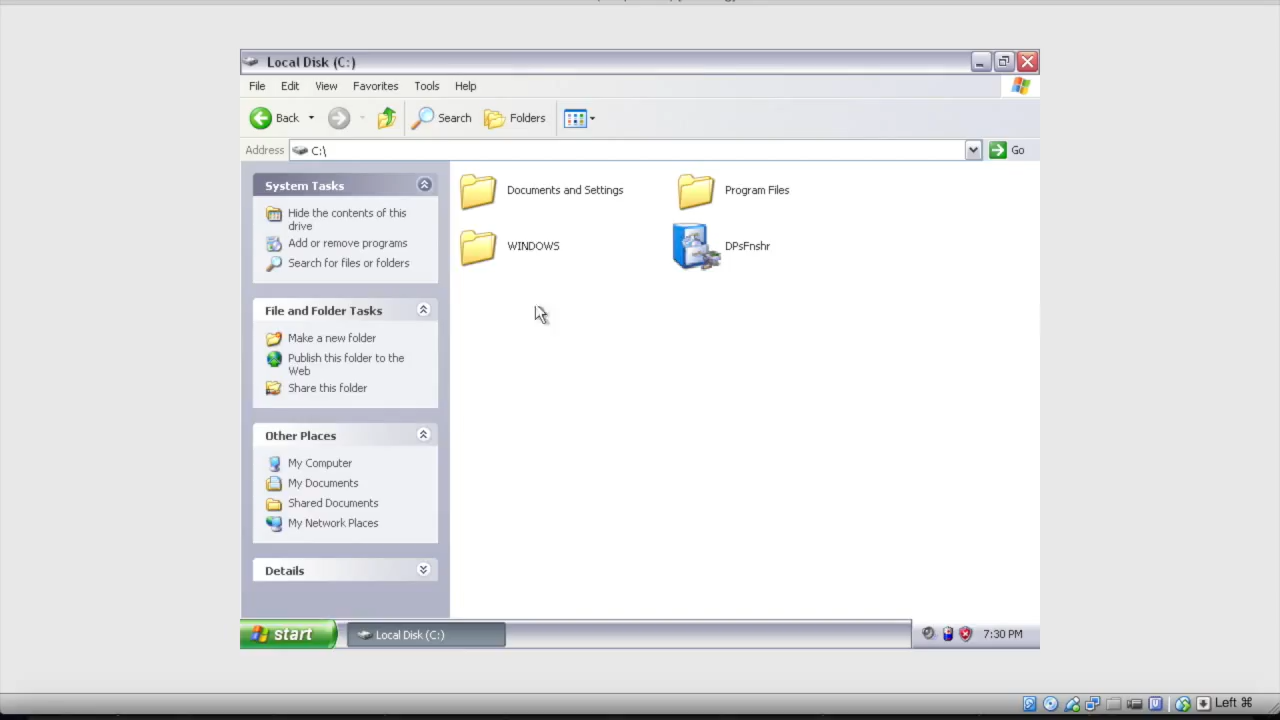 Local Disk (C:)
File Edit View Favorites Tools Help
Back Search Folders
Address C:\ Go
System Tasks
Hide the contents of this
drive
Add or remove programs
Search for files or folders
File and Folder Tasks
Make a new folder
Publish this folder to the
Web
Share this folder
Other Places
My Computer
My Documents
Shared Documents
My Network Places
Details
Documents and Settings Program Files
WINDOWS DPsFnshr
start Local Disk (C:) 7:30 PM
Left ⌘